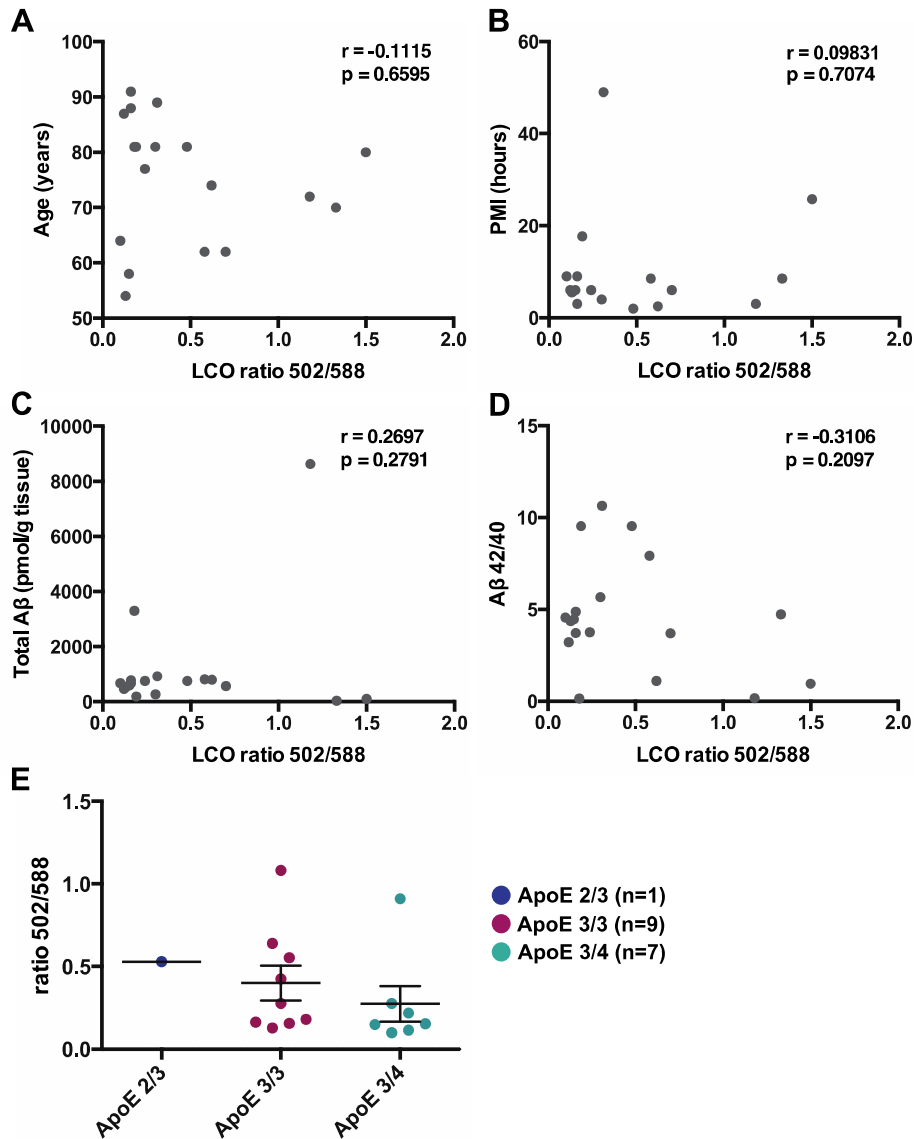 A
r = -0.1115
p = 0.6595
100
90
80
70
60
50
Age (years)
0.0 0.5 1.0 1.5 2.0
LCO ratio 502/588
B
r = 0.09831
p = 0.7074
60
40
20
0
PMI (hours)
0.0 0.5 1.0 1.5 2.0
LCO ratio 502/588
C
r = 0.2697
p = 0.2791
10000
8000
6000
4000
2000
0
Total Aβ (pmol/g tissue)
0.0 0.5 1.0 1.5 2.0
LCO ratio 502/588
D
r = -0.3106
p = 0.2097
15
10
5
0
Aβ 42/40
0.0 0.5 1.0 1.5 2.0
LCO ratio 502/588
E
1.5
1.0
0.5
0.0
ratio 502/588
ApoE 2/3
ApoE 3/3
ApoE 3/4
ApoE 2/3 (n=1)
ApoE 3/3 (n=9)
ApoE 3/4 (n=7)